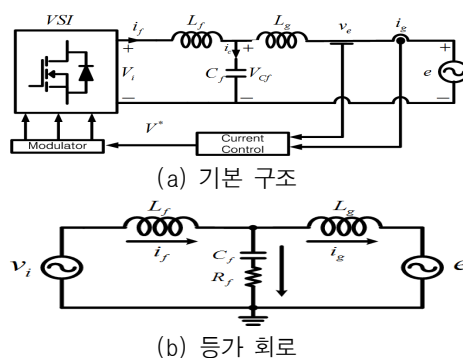 VSI i_f L_f L_g v_e i_g
+ i_c + +
V_i C_f V_Cf e
- - -
V*
Modulator Current Control
(a) 기본 구조
L_f L_g
i_f C_f i_g
v_i R_f e
(b) 등가 회로